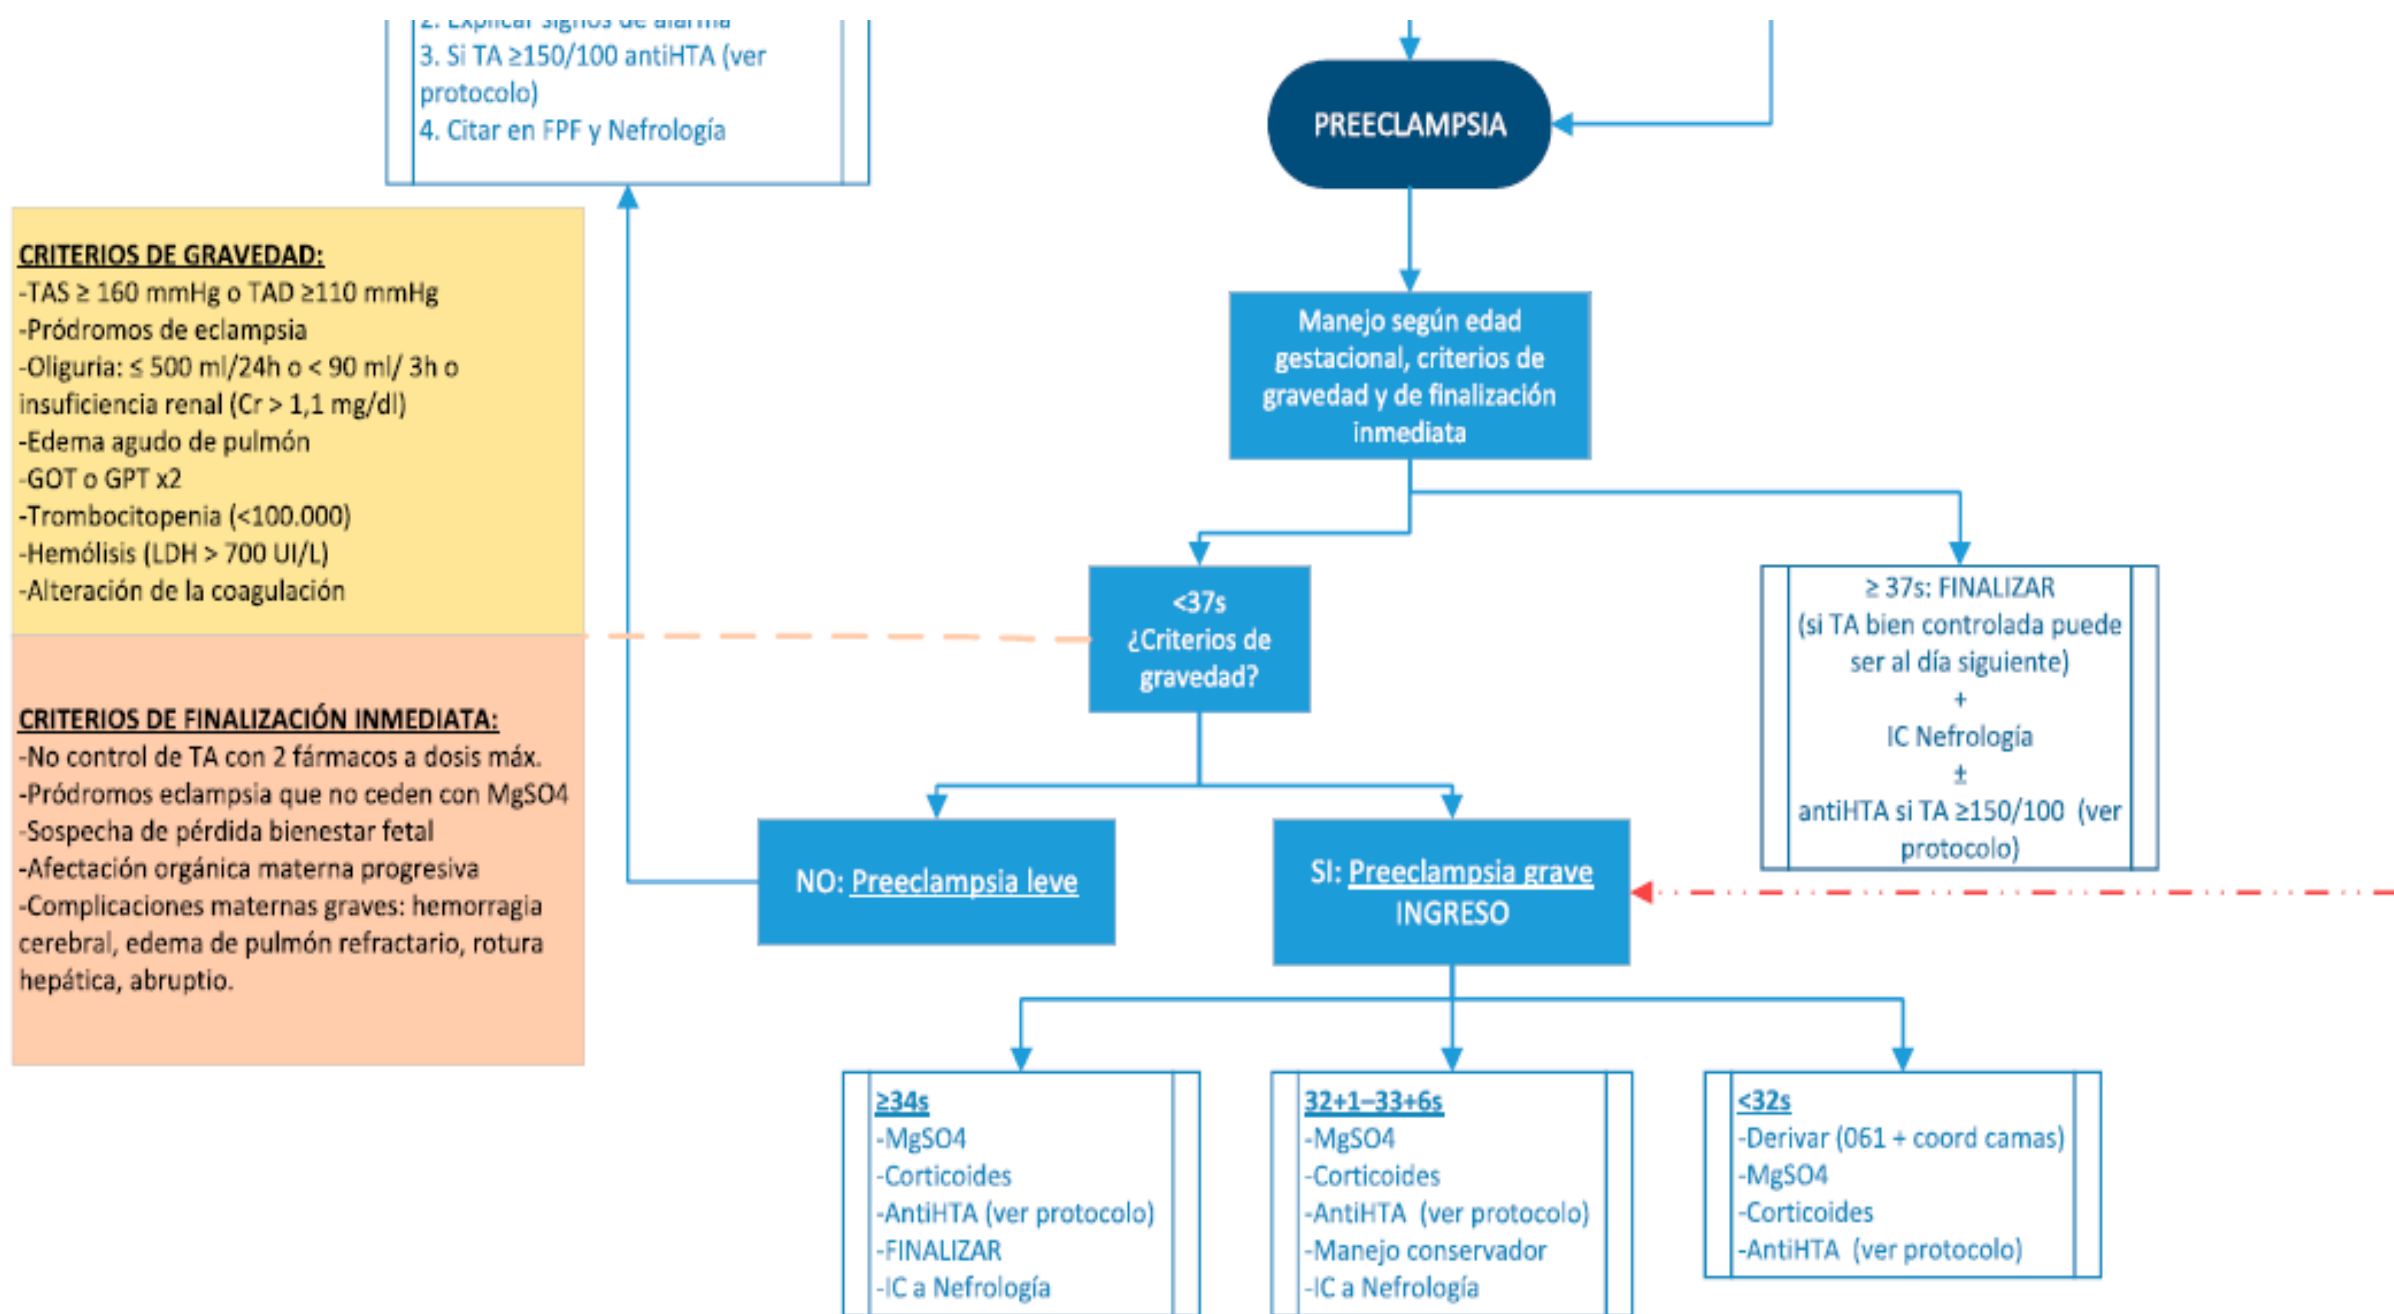 2. Explicar signos de alarma
3. Si TA ≥150/100 antiHTA (ver
protocolo)
4. Citar en FPF y Nefrología
PREECLAMPSIA
CRITERIOS DE GRAVEDAD:
-TAS ≥ 160 mmHg o TAD ≥110 mmHg
-Pródromos de eclampsia
-Oliguria: ≤ 500 ml/24h o < 90 ml/ 3h o
insuficiencia renal (Cr > 1,1 mg/dl)
-Edema agudo de pulmón
-GOT o GPT x2
-Trombocitopenia (<100.000)
-Hemólisis (LDH > 700 UI/L)
-Alteración de la coagulación
CRITERIOS DE FINALIZACIÓN INMEDIATA:
-No control de TA con 2 fármacos a dosis máx.
-Pródromos eclampsia que no ceden con MgSO4
-Sospecha de pérdida bienestar fetal
-Afectación orgánica materna progresiva
-Complicaciones maternas graves: hemorragia
cerebral, edema de pulmón refractario, rotura
hepática, abruptio.
Manejo según edad
gestacional, criterios de
gravedad y de finalización
inmediata
<37s
¿Criterios de
gravedad?
≥ 37s: FINALIZAR
(si TA bien controlada puede
ser al día siguiente)
+
IC Nefrología
±
antiHTA si TA ≥150/100 (ver
protocolo)
NO: Preeclampsia leve
SI: Preeclampsia grave
INGRESO
≥34s
-MgSO4
-Corticoides
-AntiHTA (ver protocolo)
-FINALIZAR
-IC a Nefrología
32+1–33+6s
-MgSO4
-Corticoides
-AntiHTA (ver protocolo)
-Manejo conservador
-IC a Nefrología
<32s
-Derivar (061 + coord camas)
-MgSO4
-Corticoides
-AntiHTA (ver protocolo)